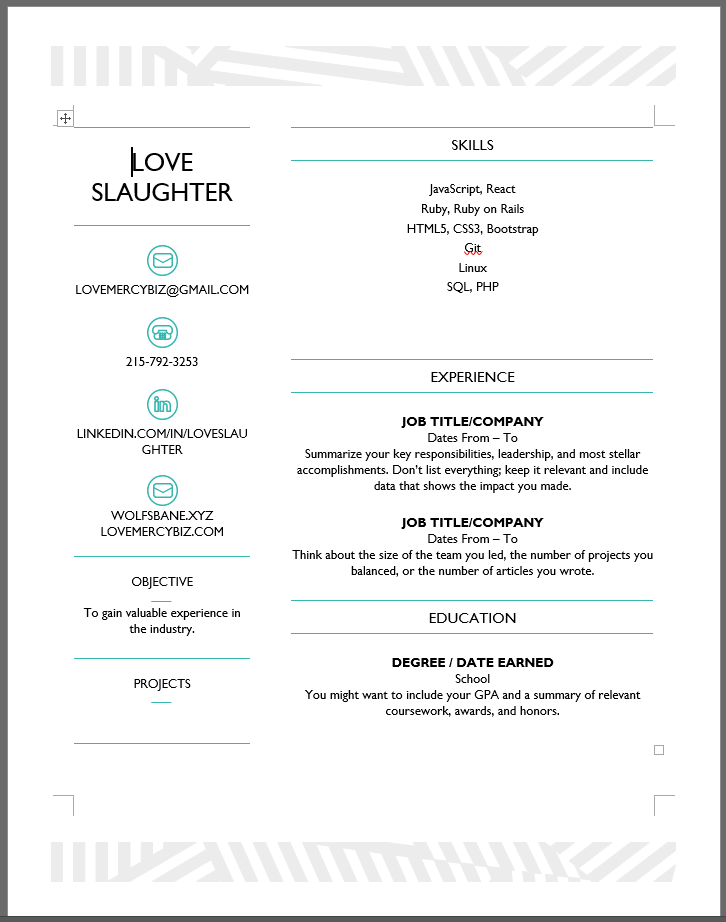 LOVE
SLAUGHTER
LOVEMERCYBIZ@GMAIL.COM
215-792-3253
LINKEDIN.COM/IN/LOVESLAU
GHTER
WOLFSBANE.XYZ
LOVEMERCYBIZ.COM
OBJECTIVE
To gain valuable experience in
the industry.
PROJECTS
SKILLS
JavaScript, React
Ruby, Ruby on Rails
HTML5, CSS3, Bootstrap
Git
Linux
SQL, PHP
EXPERIENCE
JOB TITLE/COMPANY
Dates From – To
Summarize your key responsibilities, leadership, and most stellar
accomplishments. Don't list everything; keep it relevant and include
data that shows the impact you made.
JOB TITLE/COMPANY
Dates From – To
Think about the size of the team you led, the number of projects you
balanced, or the number of articles you wrote.
EDUCATION
DEGREE / DATE EARNED
School
You might want to include your GPA and a summary of relevant
coursework, awards, and honors.